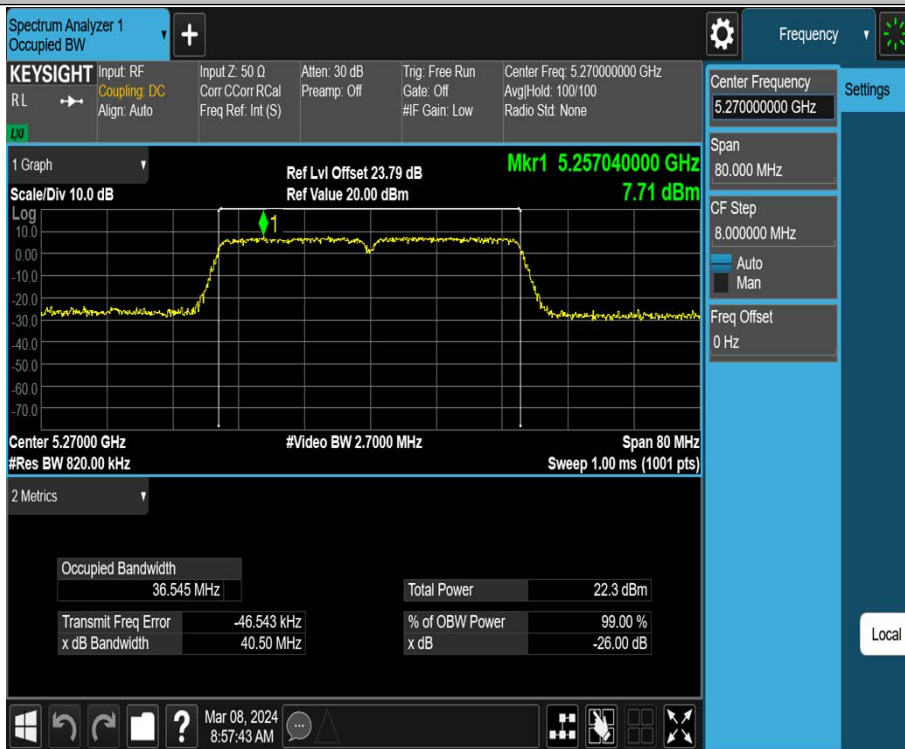 Spectrum Analyzer 1
Occupied BW
+
Frequency
KEYSIGHT
RL
LXI
Input: RF
Coupling: DC
Align: Auto
Input Z: 50 Ω
Corr CCorr RCal
Freq Ref: Int (S)
Atten: 30 dB
Preamp: Off
Trig: Free Run
Gate: Off
#IF Gain: Low
Center Freq: 5.270000000 GHz
Avg|Hold: 100/100
Radio Std: None
Center Frequency
5.270000000 GHz
Settings
Span
80.000 MHz
CF Step
8.000000 MHz
Auto
Man
Freq Offset
0 Hz
1 Graph
Scale/Div 10.0 dB
Ref Lvl Offset 23.79 dB
Ref Value 20.00 dBm
Mkr1 5.257040000 GHz
7.71 dBm
Log
1
10.0
0.00
-10.0
-20.0
-30.0
-40.0
-50.0
-60.0
-70.0
Center 5.27000 GHz
#Video BW 2.7000 MHz
Span 80 MHz
#Res BW 820.00 kHz
Sweep 1.00 ms (1001 pts)
2 Metrics
Occupied Bandwidth
36.545 MHz
Total Power 22.3 dBm
Transmit Freq Error -46.543 kHz
% of OBW Power 99.00 %
x dB Bandwidth 40.50 MHz
x dB -26.00 dB
Local
?
Mar 08, 2024
8:57:43 AM